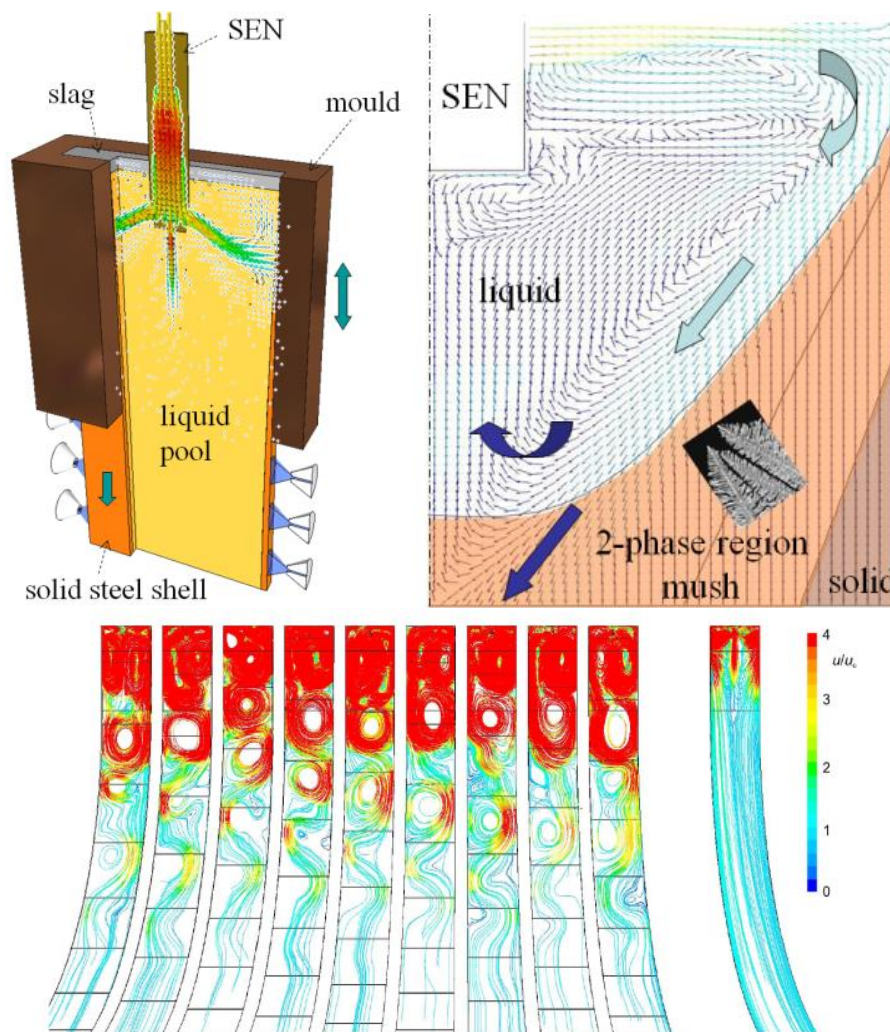 SEN
slag
mould
liquid
pool
solid steel shell
SEN
liquid
2-phase region
mush
solid
4
u/u
3
2
1
0